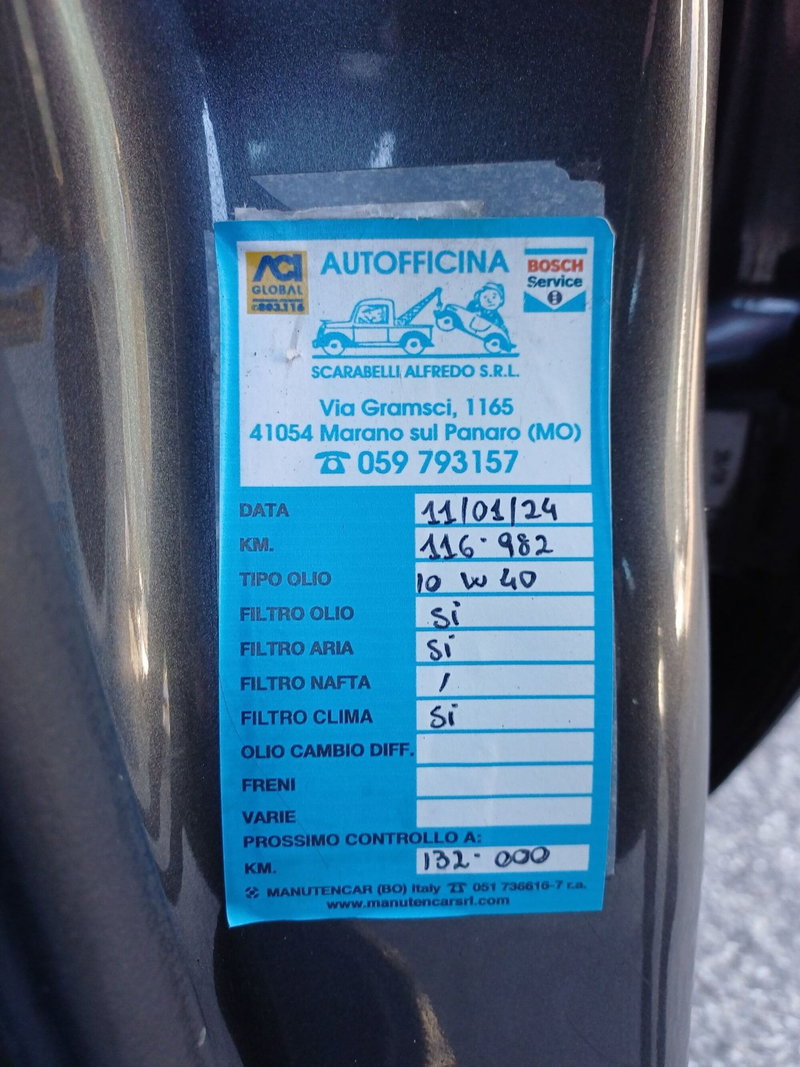 ACI
GLOBAL
803.116
AUTOFFICINA
BOSCH
Service
SCARABELLI ALFREDO S.R.L.
Via Gramsci, 1165
41054 Marano sul Panaro (MO)
☎ 059 793157
DATA 11/01/24
KM. 116.982
TIPO OLIO 10 W 40
FILTRO OLIO Si
FILTRO ARIA Si
FILTRO NAFTA /
FILTRO CLIMA Si
OLIO CAMBIO DIFF.
FRENI
VARIE
PROSSIMO CONTROLLO A:
KM. 132.000
MANUTENCAR (BO) Italy ☎ 051 736616-7 r.a.
www.manutencarsrl.com